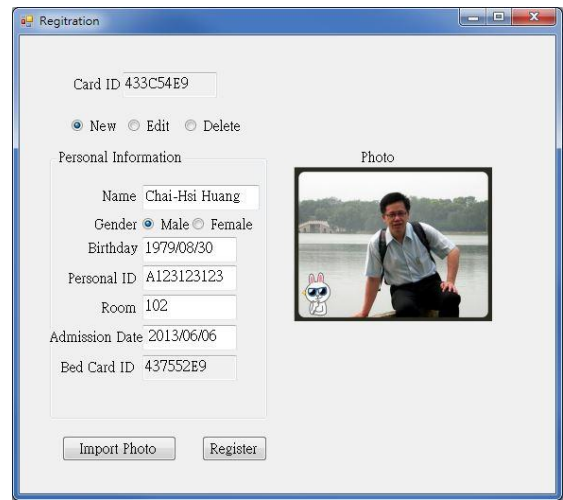 Regitration
Card ID 433C54E9
New Edit Delete
Personal Information
Photo
Name Chai-Hsi Huang
Gender Male Female
Birthday 1979/08/30
Personal ID A123123123
Room 102
Admission Date 2013/06/06
Bed Card ID 437552E9
Import Photo Register